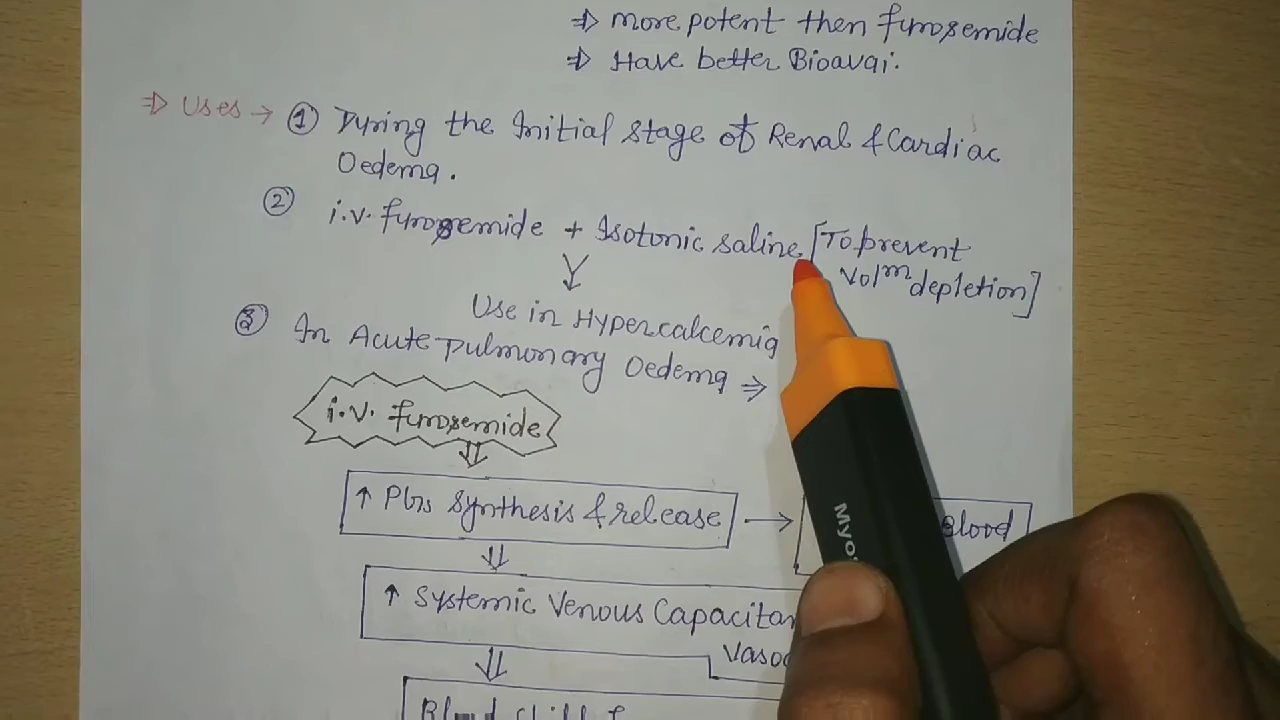 ⇒ more potent then furosemide
⇒ Have better Bioavai.
⇒ Uses → ① During the Initial stage of Renal & Cardiac
Oedema.
② i.v. furosemide + Isotonic saline [To prevent
Volm depletion]
Use in Hypercalcemia
③ In Acute pulmonary Oedema ⇒
i.v. furosemide
↑ PGs synthesis & release →
Blood
↑ Systemic Venous
Myo